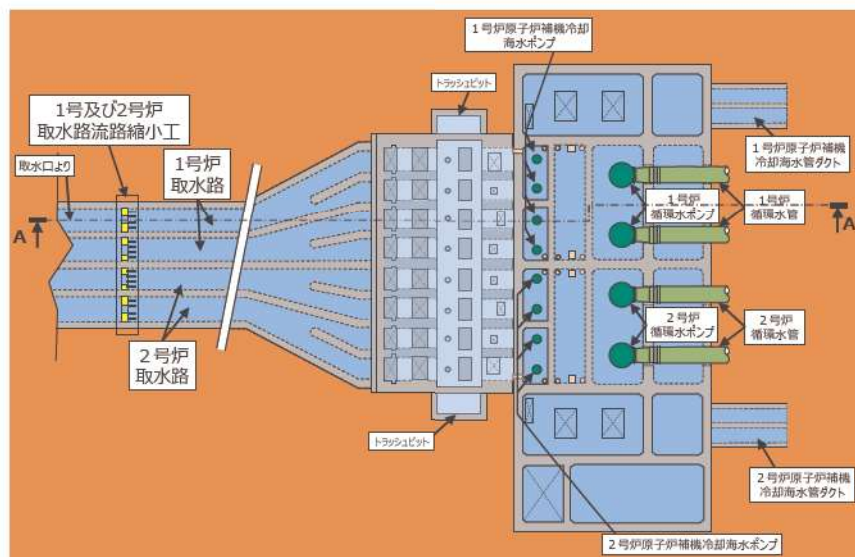 1号炉原子炉補機冷却
海水ポンプ
トラッシュピット
1号及び2号炉
取水路流路縮小工
取水口より
1号炉
取水路
1号炉原子炉補機
冷却海水管ダクト
1号炉
循環水ポンプ
1号炉
循環水管
A
A
2号炉
循環水ポンプ
2号炉
循環水管
2号炉
取水路
トラッシュピット
2号炉原子炉補機
冷却海水管ダクト
2号炉原子炉補機冷却海水ポンプ